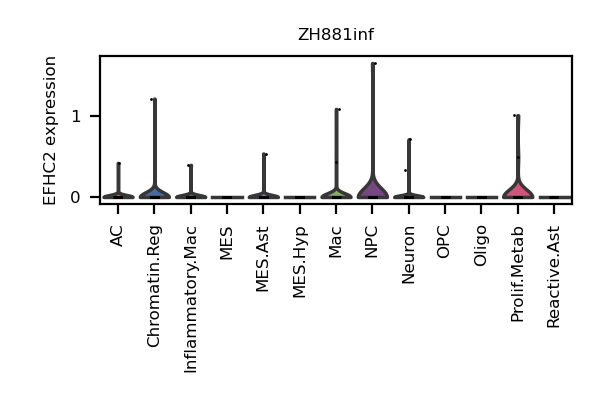 ZH881inf
EFHC2 expression
1
0
AC
Chromatin.Reg
Inflammatory.Mac
MES
MES.Ast
MES.Hyp
Mac
NPC
Neuron
OPC
Oligo
Prolif.Metab
Reactive.Ast